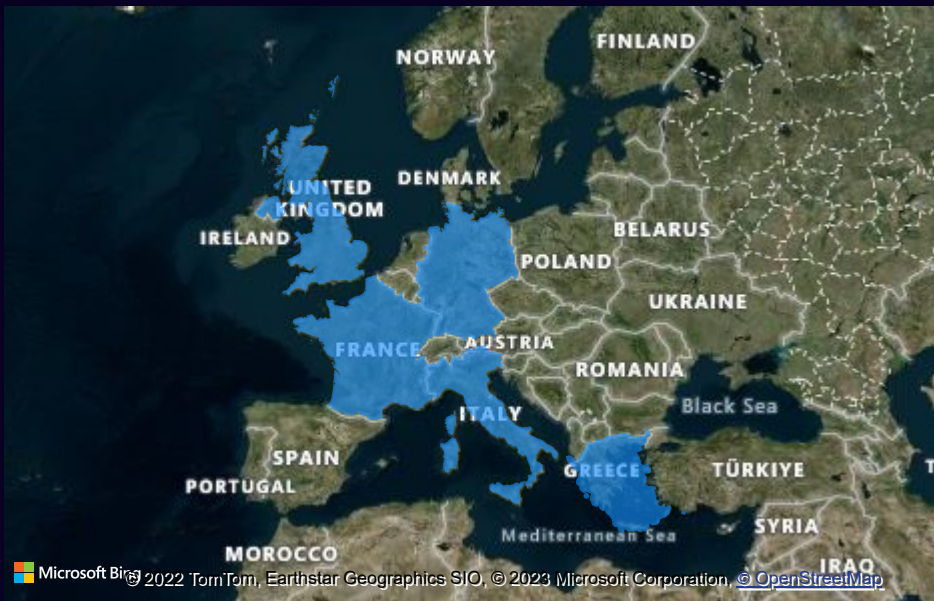 NORWAY
FINLAND
DENMARK
UNITED
KINGDOM
IRELAND
BELARUS
POLAND
UKRAINE
AUSTRIA
FRANCE
ROMANIA
Black Sea
ITALY
SPAIN
GREECE
TÜRKIYE
PORTUGAL
SYRIA
Mediterranean Sea
MOROCCO
IRAQ
Microsoft Bing
© 2022 TomTom, Earthstar Geographics SIO, © 2023 Microsoft Corporation, © OpenStreetMap